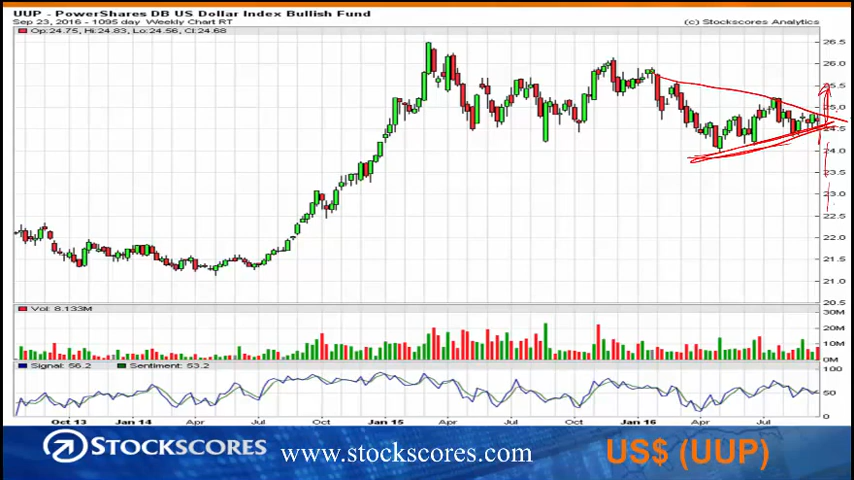 UUP - PowerShares DB US Dollar Index Bullish Fund
Sep 23, 2016 - 1095 day Weekly Chart RT
(c) Stockscores Analytics
Op:24.75, Hi:24.83, Lo:24.56, Cl:24.68
26.5
26.0
25.5
25.0
24.5
24.0
23.5
23.0
22.5
22.0
21.5
21.0
20.5
Vol: 8.133M
30M
20M
10M
0M
Signal: 56.2
Sentiment: 53.2
100
50
0
Oct 13 Jan 14 Apr Jul Oct Jan 15 Apr Jul Oct Jan 16 Apr Jul
STOCKSCORES
www.stockscores.com
US$ (UUP)